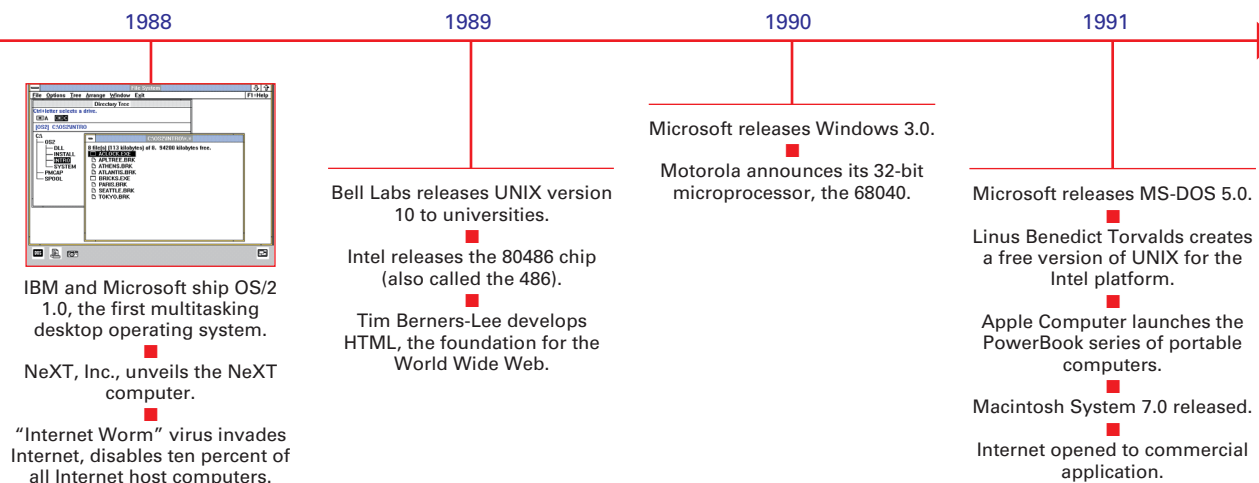 1988
1989
1990
1991
File System
File Options Tree Arrange Window Exit
F1=Help
Directory Tree
Ctrl+letter selects a drive.
A C
[OS2] C:\OS2\INTRO
C:\
OS2
DLL
INSTALL
INTRO
SYSTEM
PMCAP
SPOOL
C:\OS2\INTRO\*.*
8 file(s) (113 kilobytes) of 8. 94208 kilobytes free.
ACLOCK.EXE
APLTREE.BRK
ATHENS.BRK
ATLANTIS.BRK
BRICKS.EXE
PARIS.BRK
SEATTLE.BRK
TOKYO.BRK
IBM and Microsoft ship OS/2
1.0, the first multitasking
desktop operating system.
NeXT, Inc., unveils the NeXT
computer.
“Internet Worm” virus invades
Internet, disables ten percent of
all Internet host computers.
Bell Labs releases UNIX version
10 to universities.
Intel releases the 80486 chip
(also called the 486).
Tim Berners-Lee develops
HTML, the foundation for the
World Wide Web.
Microsoft releases Windows 3.0.
Motorola announces its 32-bit
microprocessor, the 68040.
Microsoft releases MS-DOS 5.0.
Linus Benedict Torvalds creates
a free version of UNIX for the
Intel platform.
Apple Computer launches the
PowerBook series of portable
computers.
Macintosh System 7.0 released.
Internet opened to commercial
application.